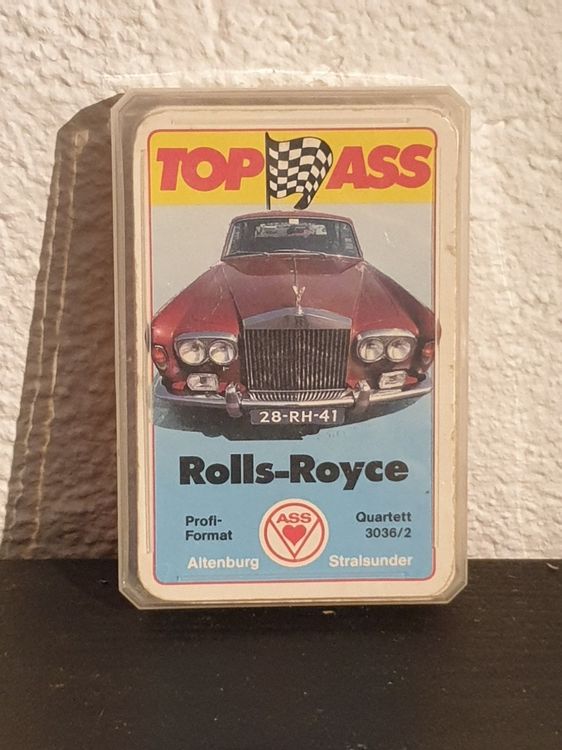 TOP ASS
28-RH-41
Rolls-Royce
Profi-
Format
ASS
Quartett
3036/2
Altenburg Stralsunder